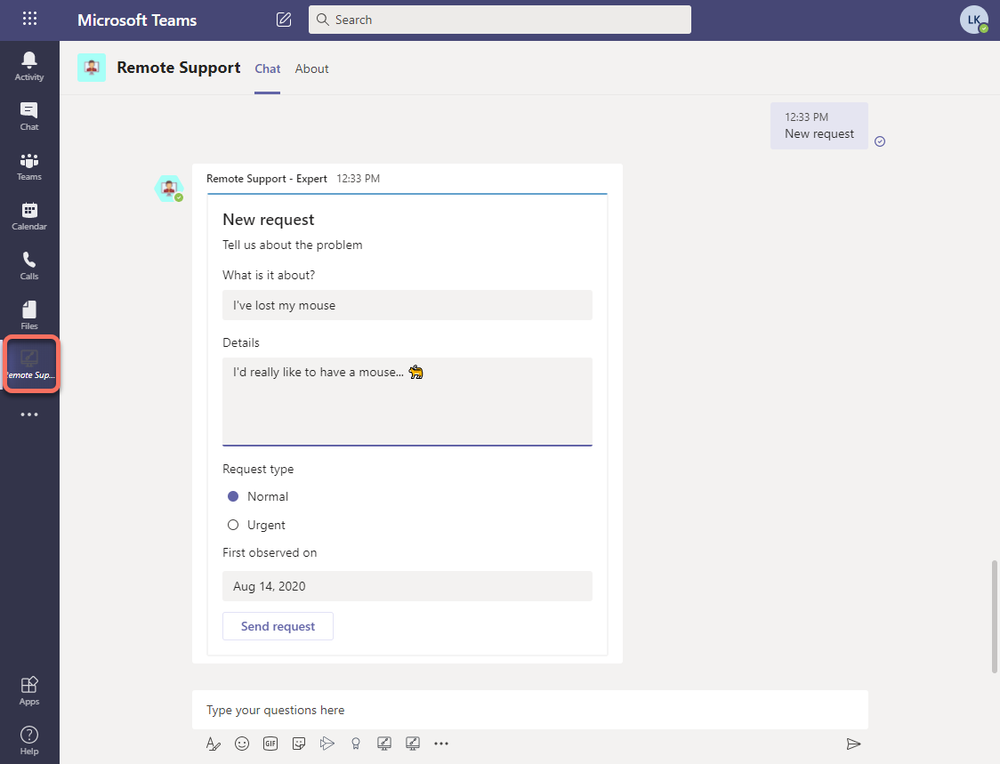 Microsoft Teams
Search
LK
Activity
Chat
Teams
Calendar
Calls
Files
emote Sup...
Apps
Help
Remote Support Chat About
12:33 PM
New request
Remote Support - Expert 12:33 PM
New request
Tell us about the problem
What is it about?
I've lost my mouse
Details
I'd really like to have a mouse... 🐆
Request type
Normal
Urgent
First observed on
Aug 14, 2020
Send request
Type your questions here
GIF